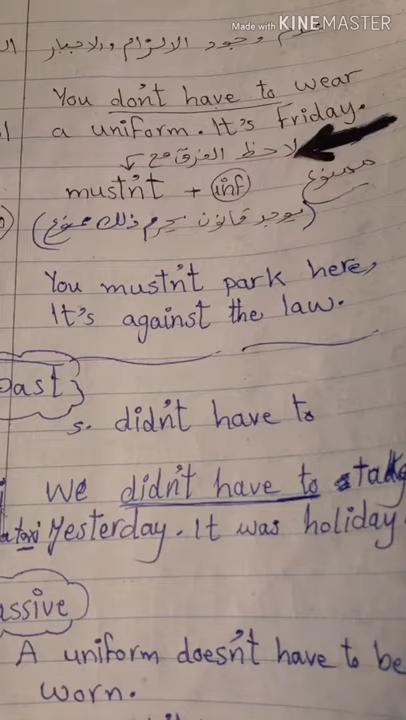 Made with KINEMASTER
وجود الالزام والاجبار
You don't have to wear
a uniform. It's Friday.
لاحظ الفرق مع
mustn't + inf ممنوع
(يوجد قانون يحرم ذلك ممنوع)
You mustn't park here,
It's against the law.
past
s. didn't have to
We didn't have to
taxi Yesterday. It was holiday
assive
A uniform doesn't have to be
worn.